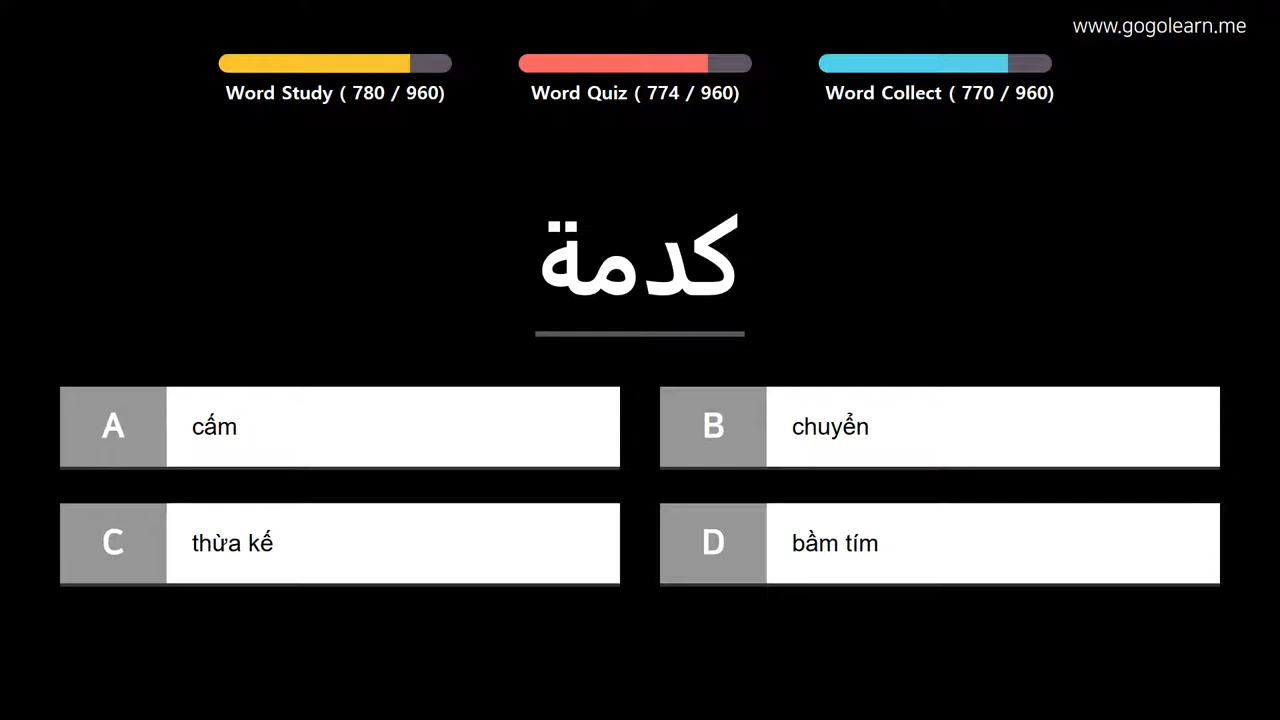 www.gogolearn.me
Word Study ( 780 / 960)
Word Quiz ( 774 / 960)
Word Collect ( 770 / 960)
كدمة
A cấm
B chuyển
C thừa kế
D bầm tím